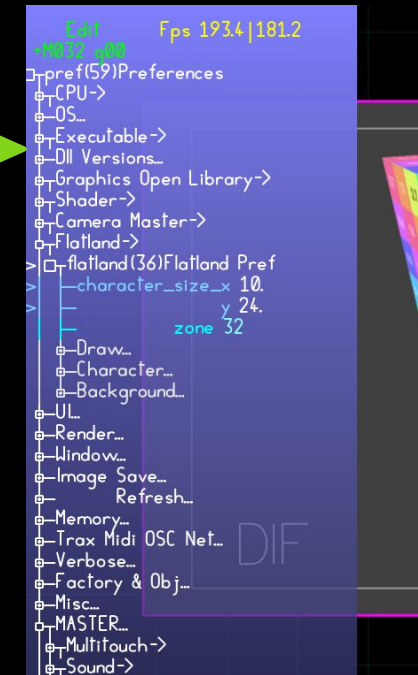 Edit Fps 193.4|181.2
+M032 g00
pref(59)Preferences
CPU->
OS...
Executable->
Dll Versions...
Graphics Open Library->
Shader->
Camera Master->
Flatland->
flatland(36)Flatland Pref
character_size_x 10.
y 24.
zone 32
Draw...
Character...
Background...
UI...
Render...
Window...
Image Save...
Refresh...
Memory...
Trax Midi OSC Net...
DIF
Verbose...
Factory & Obj...
Misc...
MASTER...
Multitouch->
Sound->